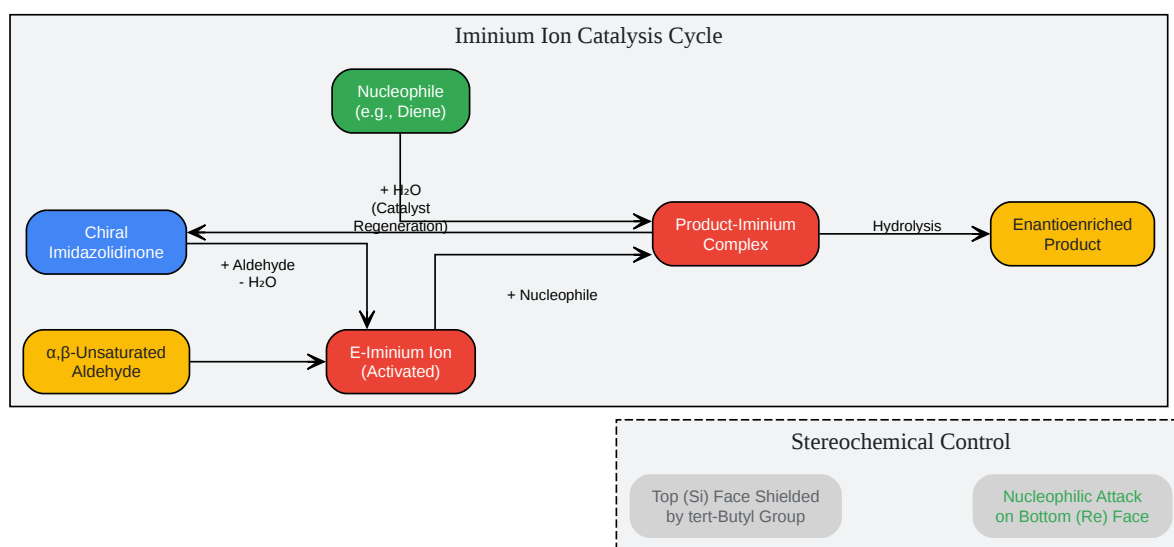 Iminium Ion Catalysis Cycle
Nucleophile
(e.g., Diene)
+ H₂O
(Catalyst
Regeneration)
Chiral
Imidazolidinone
Product-Iminium
Complex
Hydrolysis
Enantioenriched
Product
+ Aldehyde
- H₂O
+ Nucleophile
α,β-Unsaturated
Aldehyde
E-Iminium Ion
(Activated)
Stereochemical Control
Top (Si) Face Shielded
by tert-Butyl Group
Nucleophilic Attack
on Bottom (Re) Face